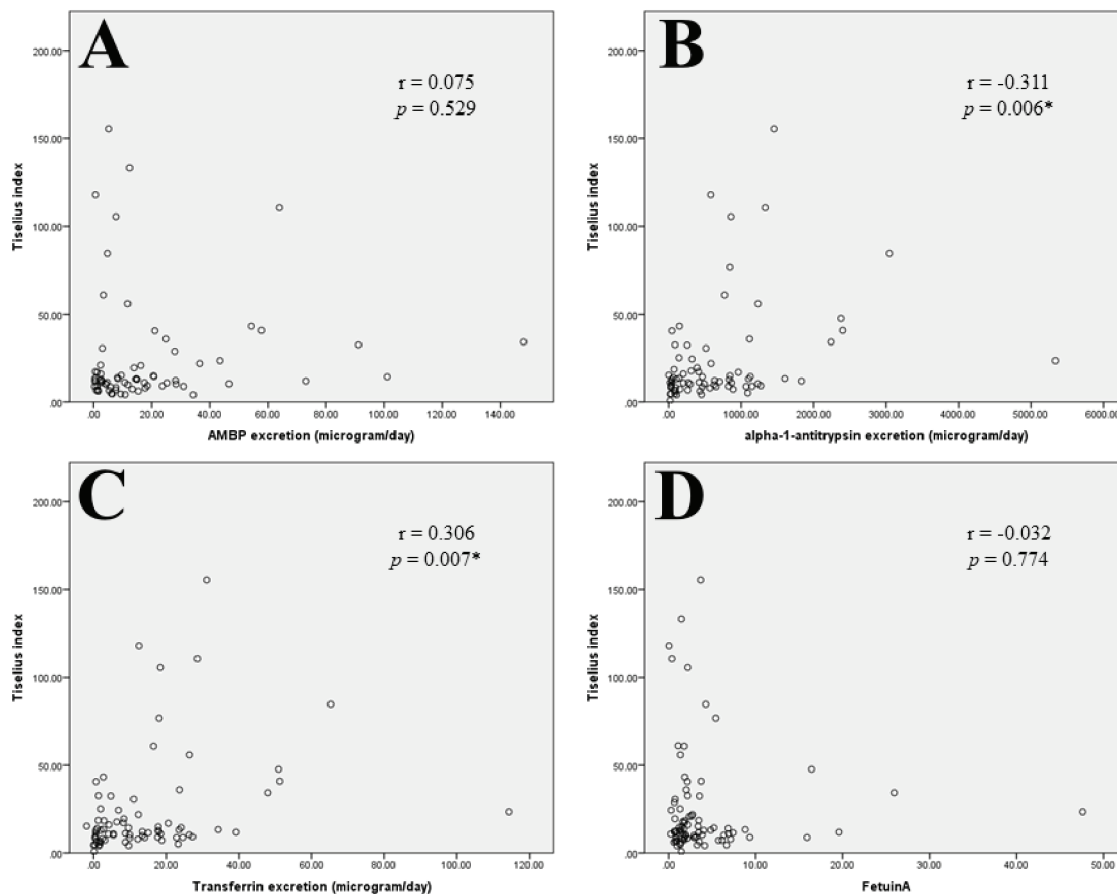 A
r = 0.075
p = 0.529
Tiselius index
200.00
150.00
100.00
50.00
.00
.00 20.00 40.00 60.00 80.00 100.00 120.00 140.00
AMBP excretion (microgram/day)
B
r = -0.311
p = 0.006*
Tiselius index
200.00
150.00
100.00
50.00
.00
.00 1000.00 2000.00 3000.00 4000.00 5000.00 6000.00
alpha-1-antitrypsin excretion (microgram/day)
C
r = 0.306
p = 0.007*
Tiselius index
200.00
150.00
100.00
50.00
.00
.00 20.00 40.00 60.00 80.00 100.00 120.00
Transferrin excretion (microgram/day)
D
r = -0.032
p = 0.774
Tiselius index
200.00
150.00
100.00
50.00
.00
.00 10.00 20.00 30.00 40.00 50.00
FetuinA